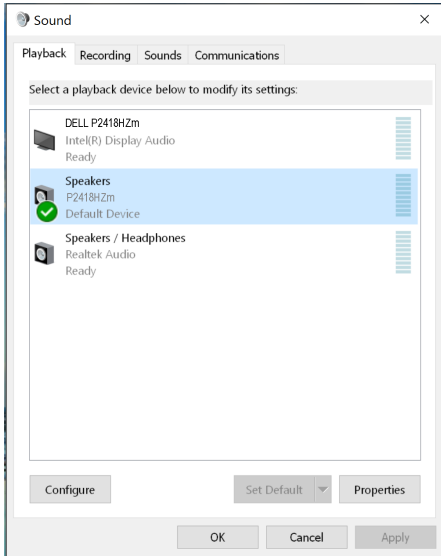 Sound
Playback Recording Sounds Communications
Select a playback device below to modify its settings:
DELL P2418HZm
Intel(R) Display Audio
Ready
Speakers
P2418HZm
Default Device
Speakers / Headphones
Realtek Audio
Ready
Configure Set Default Properties
OK Cancel Apply